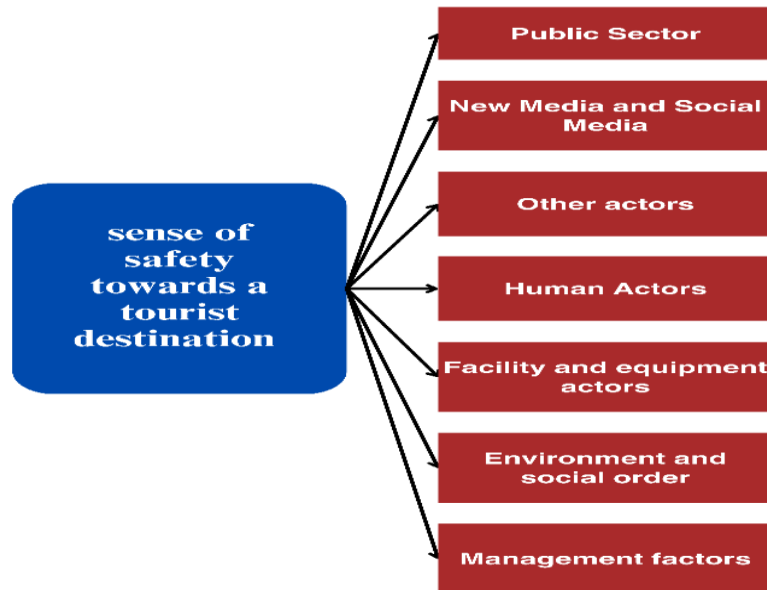 Public Sector
New Media and Social
Media
Other actors
sense of
safety
towards a
tourist
destination
Human Actors
Facility and equipment
actors
Environment and
social order
Management factors